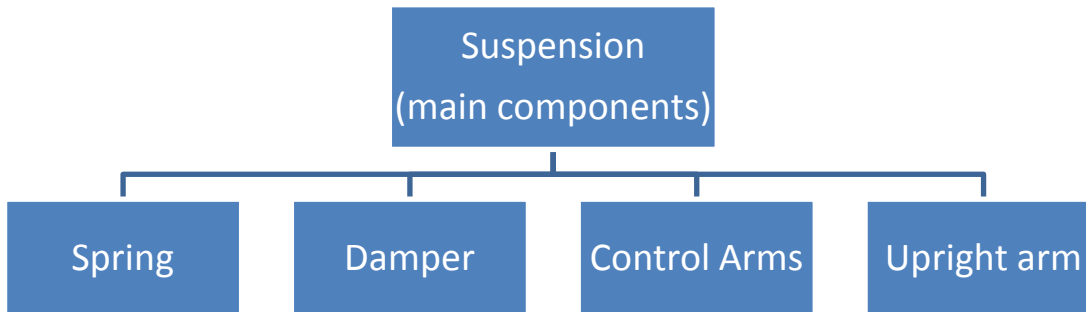 Suspension
(main components)
Spring
Damper
Control Arms
Upright arm